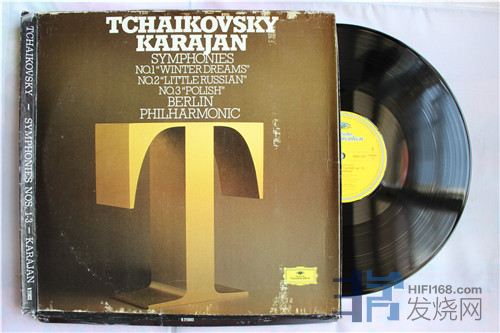 TCHAIKOVSKY
KARAJAN
SYMPHONIES
NO.1 "WINTER DREAMS"
NO.2 "LITTLE RUSSIAN"
NO.3 "POLISH"
BERLIN
PHILHARMONIC
T
TCHAIKOVSKY – SYMPHONIES NOS. 1-3 – KARAJAN
HIFI168.com
发烧网